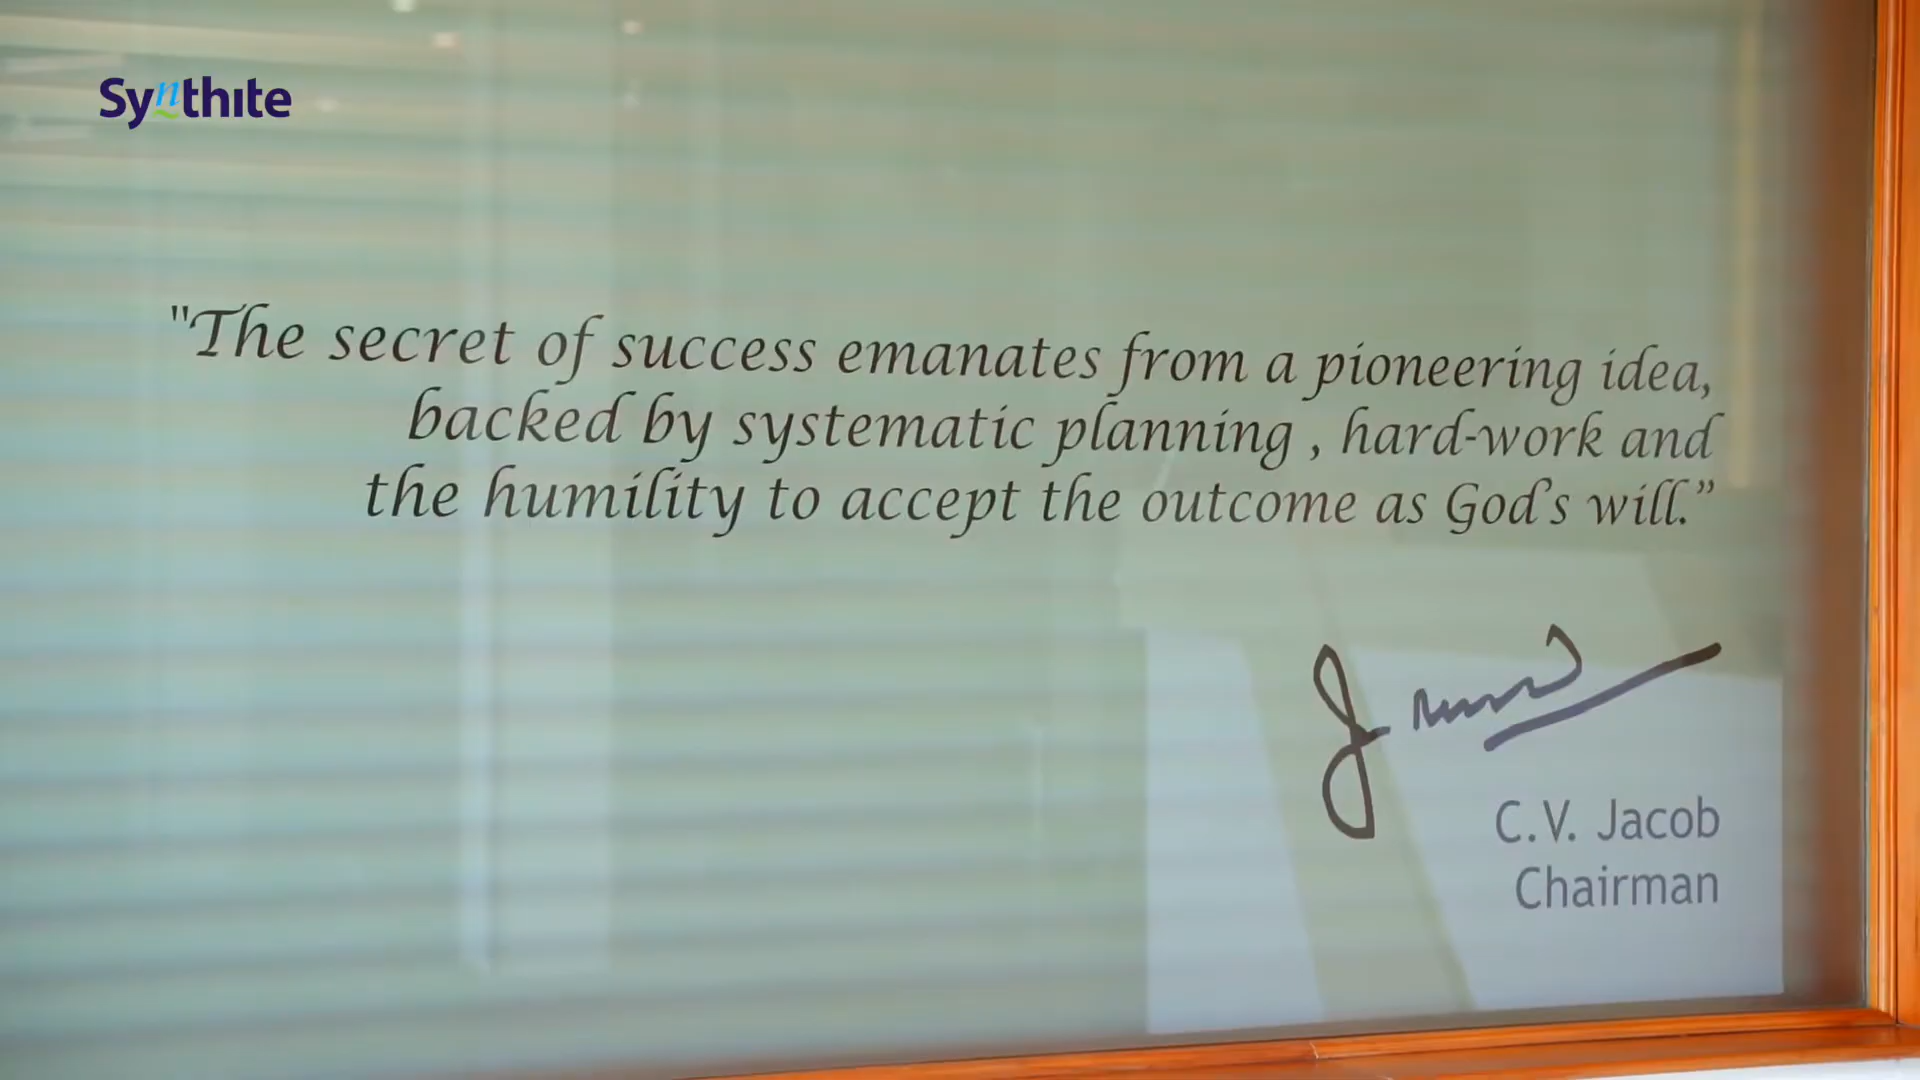 Synthite
"The secret of success emanates from a pioneering idea,
backed by systematic planning , hard-work and
the humility to accept the outcome as God's will.”
C.V. Jacob
Chairman